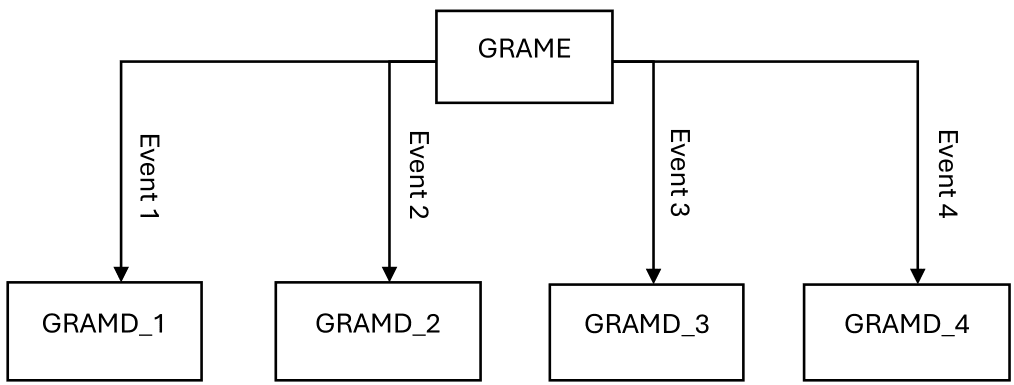 GRAME
Event 1
Event 2
Event 3
Event 4
GRAMD_1
GRAMD_2
GRAMD_3
GRAMD_4